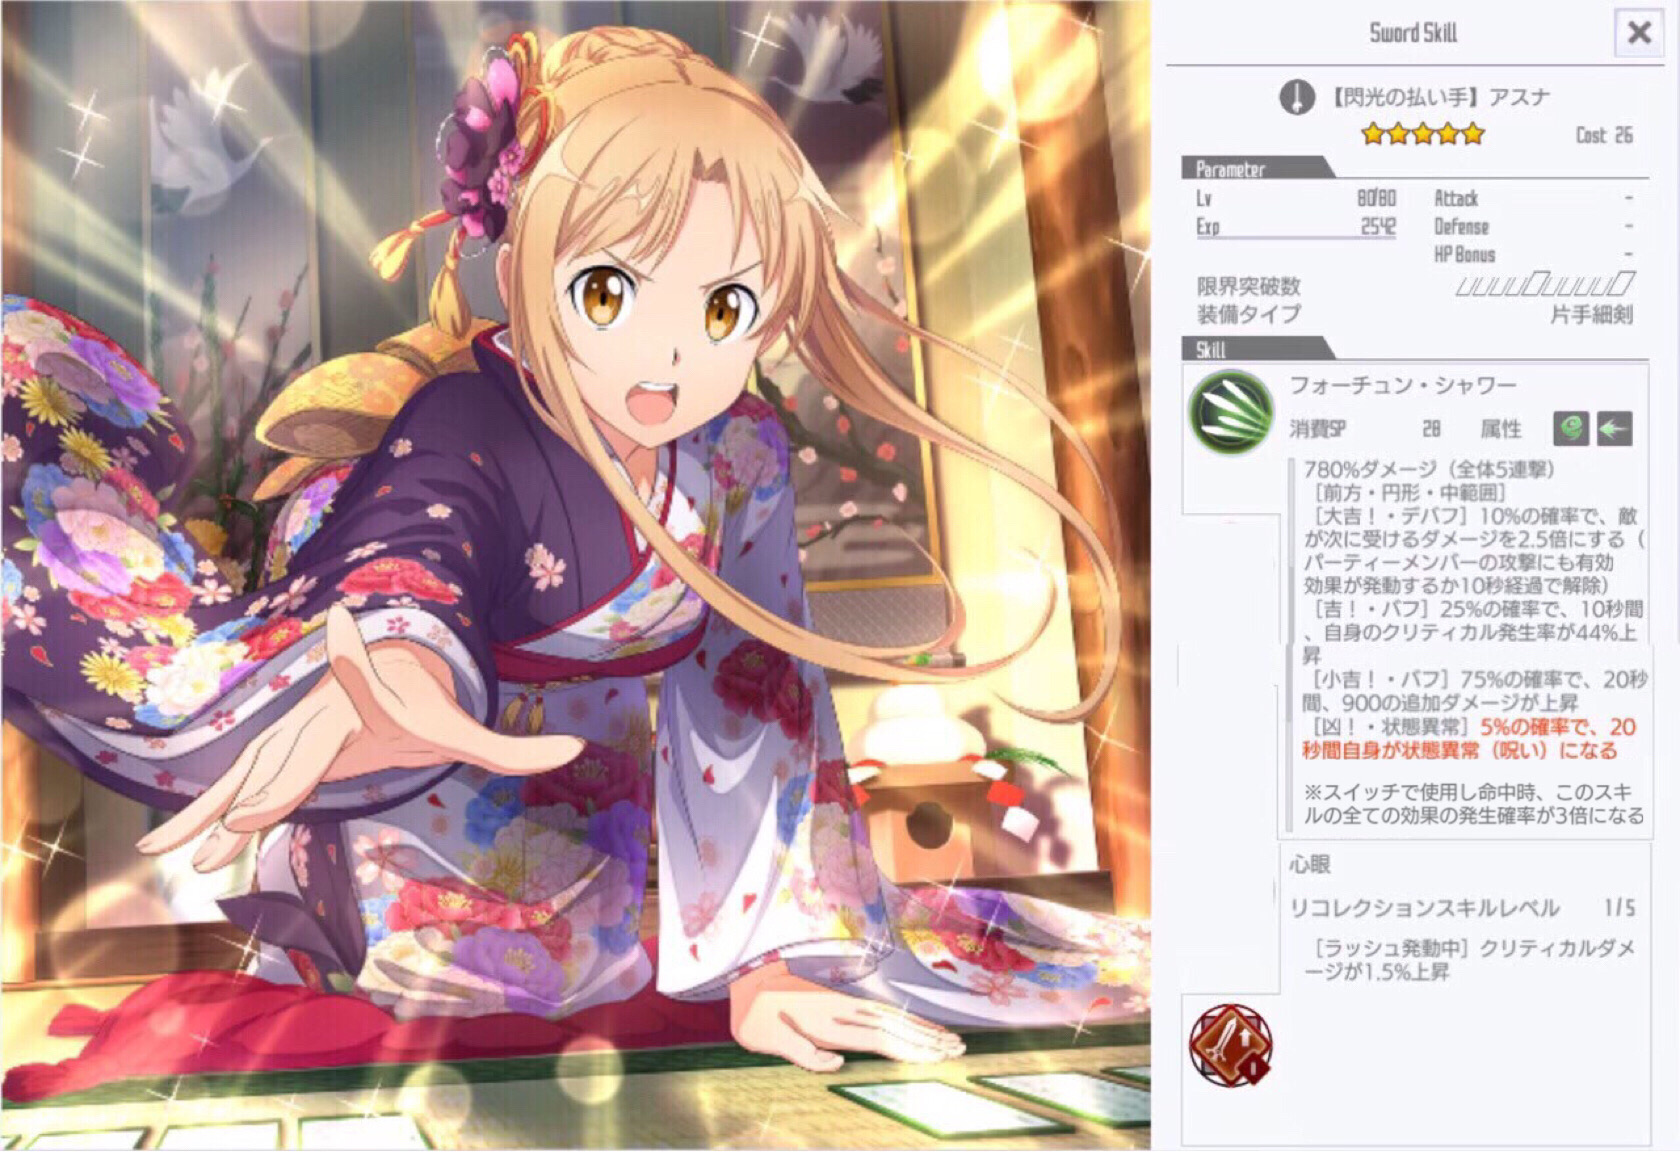 Sword Skill
【閃光の払い手】アスナ
Cost 26
Parameter
Lv 80/80 Attack -
Exp 2542 Defense -
HP Bonus -
限界突破数
装備タイプ 片手細剣
Skill
フォーチュン・シャワー
消費SP 28 属性
780%ダメージ（全体5連撃）
［前方・円形・中範囲］
［大吉！・デバフ］10%の確率で、敵
が次に受けるダメージを2.5倍にする（
パーティーメンバーの攻撃にも有効
効果が発動するか10秒経過で解除）
［吉！・バフ］25%の確率で、10秒間
、自身のクリティカル発生率が44%上
昇
［小吉！・バフ］75%の確率で、20秒
間、900の追加ダメージが上昇
［凶！・状態異常］5%の確率で、20
秒間自身が状態異常（呪い）になる
※スイッチで使用し命中時、このスキ
ルの全ての効果の発生確率が3倍になる
心眼
リコレクションスキルレベル 1/5
［ラッシュ発動中］クリティカルダメ
ージが1.5%上昇